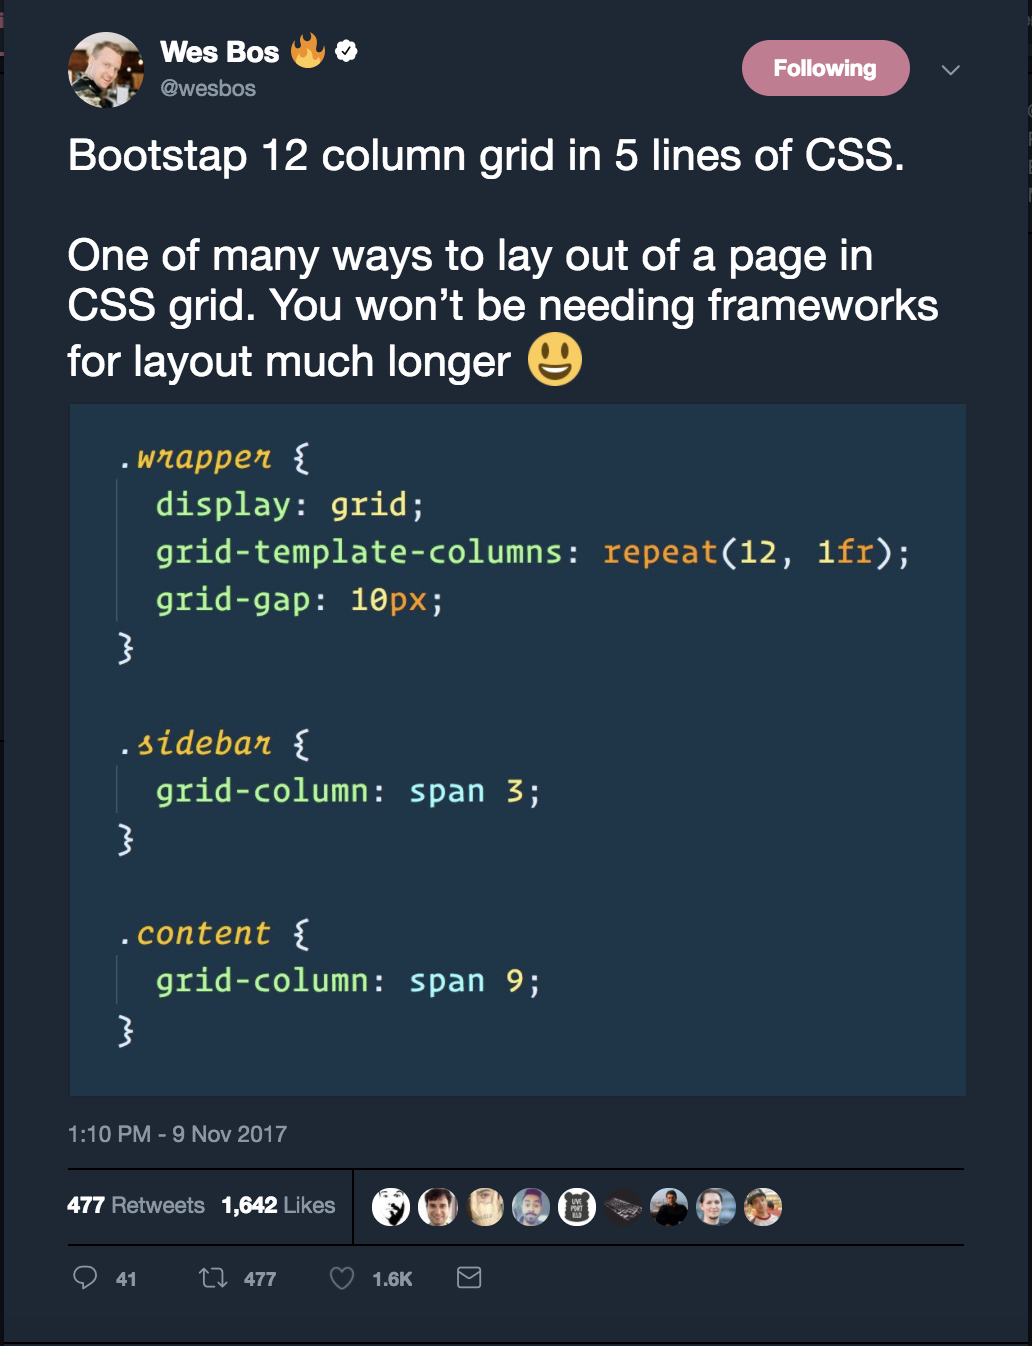 Wes Bos
@wesbos
Following
Bootstap 12 column grid in 5 lines of CSS.
One of many ways to lay out of a page in
CSS grid. You won’t be needing frameworks
for layout much longer
.wrapper {
display: grid;
grid-template-columns: repeat(12, 1fr);
grid-gap: 10px;
}
.sidebar {
grid-column: span 3;
}
.content {
grid-column: span 9;
}
1:10 PM - 9 Nov 2017
477 Retweets 1,642 Likes
41 477 1.6K